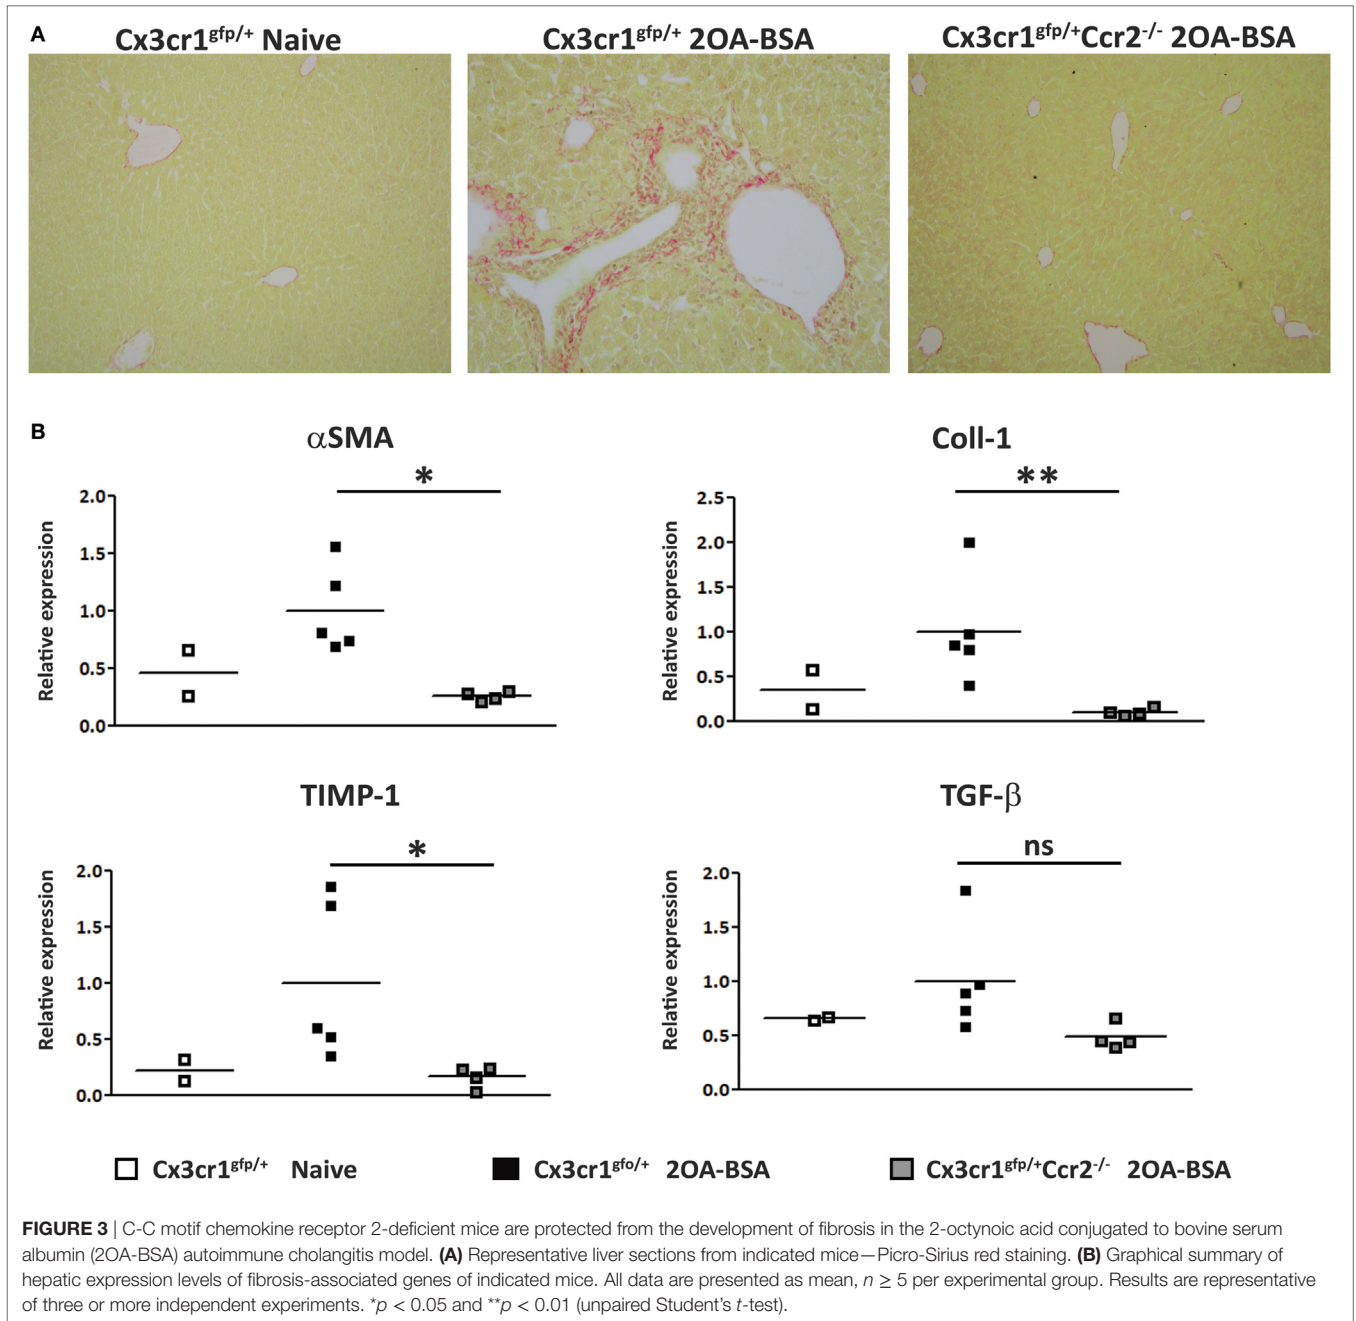 A
Cx3cr1gfp/+ Naive
Cx3cr1gfp/+ 2OA-BSA
Cx3cr1gfp/+Ccr2-/- 2OA-BSA
B
αSMA
*
Relative expression
2.0
1.5
1.0
0.5
0.0
Coll-1
**
Relative expression
2.5
2.0
1.5
1.0
0.5
0.0
TIMP-1
*
Relative expression
2.0
1.5
1.0
0.5
0.0
TGF-β
ns
Relative expression
2.0
1.5
1.0
0.5
0.0
Cx3cr1gfp/+ Naive
Cx3cr1gfo/+ 2OA-BSA
Cx3cr1gfp/+Ccr2-/- 2OA-BSA
FIGURE 3 | C-C motif chemokine receptor 2-deficient mice are protected from the development of fibrosis in the 2-octynoic acid conjugated to bovine serum
albumin (2OA-BSA) autoimmune cholangitis model. (A) Representative liver sections from indicated mice—Picro-Sirius red staining. (B) Graphical summary of
hepatic expression levels of fibrosis-associated genes of indicated mice. All data are presented as mean, n ≥ 5 per experimental group. Results are representative
of three or more independent experiments. *p < 0.05 and **p < 0.01 (unpaired Student's t-test).